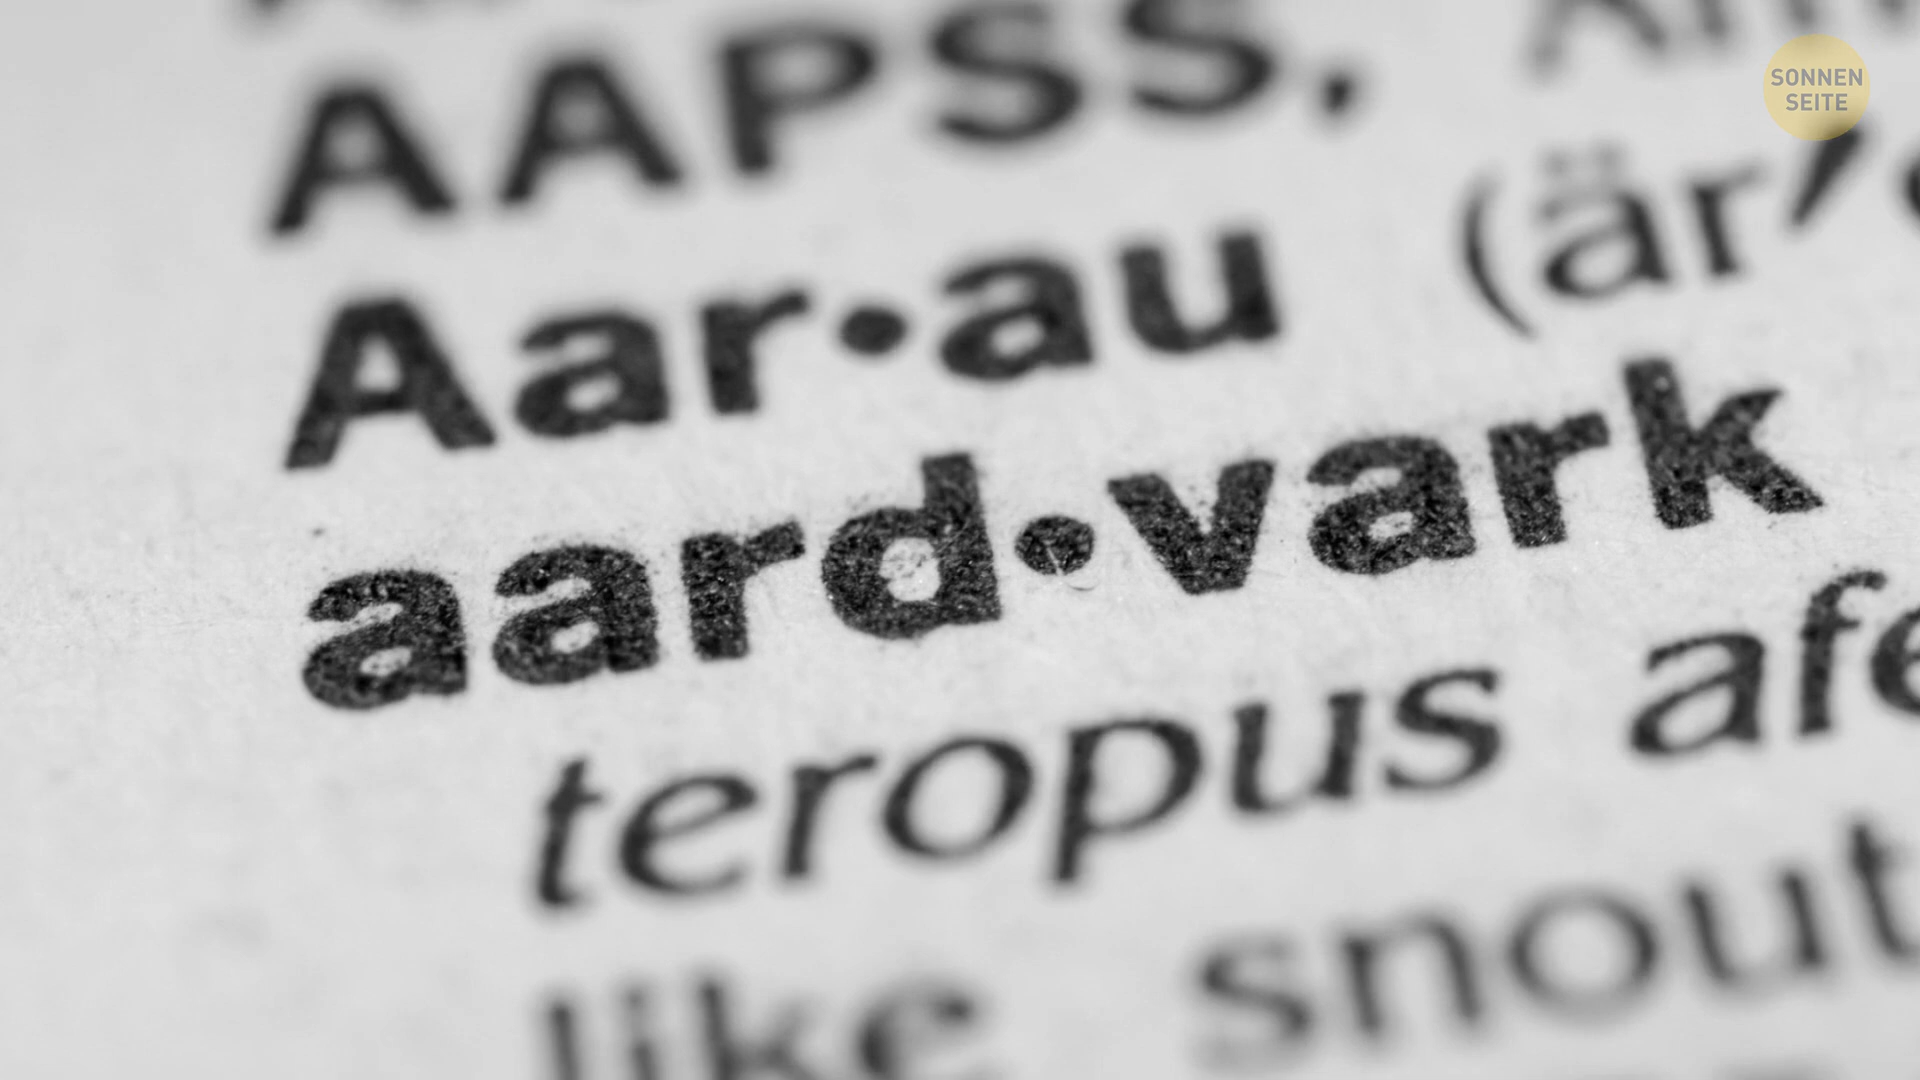 AAPSS,
SONNEN
SEITE
Aar•au (är′
aard•vark
teropus afe
like snout